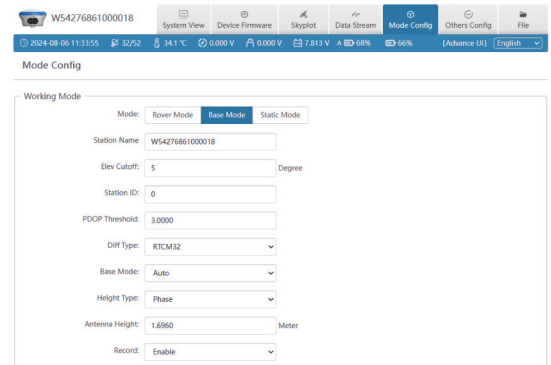 W54276861000018
System View
Device Firmware
Skyplot
Data Stream
Mode Config
Others Config
File
2024-08-06 11:33:55 32/52 34.1 °C 0.000 V 0.000 V 7.813 V A 68% 66% [Advance UI] English
Mode Config
Working Mode
Mode: Rover Mode Base Mode Static Mode
Station Name W54276861000018
Elev Cutoff: 5 Degree
Station ID: 0
PDOP Threshold: 3.0000
Diff Type: RTCM32
Base Mode: Auto
Height Type: Phase
Antenna Height: 1.6960 Meter
Record: Enable